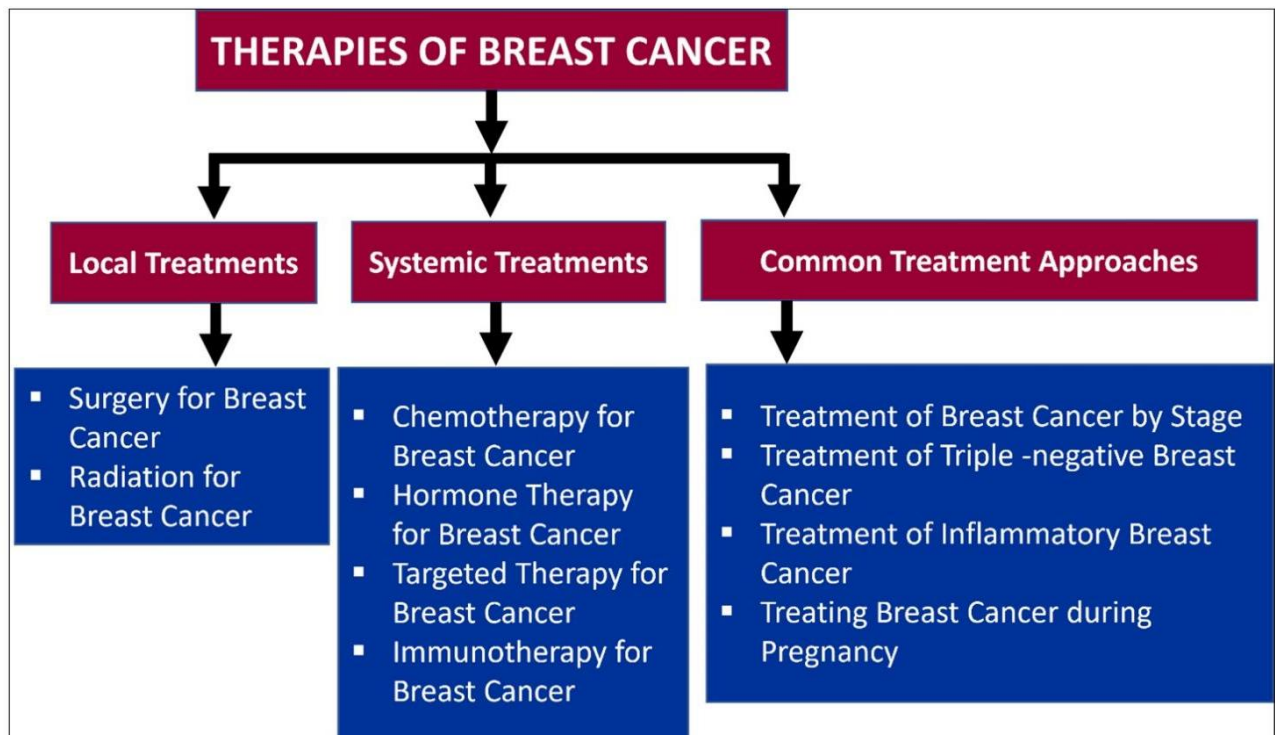 THERAPIES OF BREAST CANCER
Local Treatments
Systemic Treatments
Common Treatment Approaches
▪ Surgery for Breast
Cancer
▪ Radiation for
Breast Cancer
▪ Chemotherapy for
Breast Cancer
▪ Hormone Therapy
for Breast Cancer
▪ Targeted Therapy for
Breast Cancer
▪ Immunotherapy for
Breast Cancer
▪ Treatment of Breast Cancer by Stage
▪ Treatment of Triple -negative Breast
Cancer
▪ Treatment of Inflammatory Breast
Cancer
▪ Treating Breast Cancer during
Pregnancy